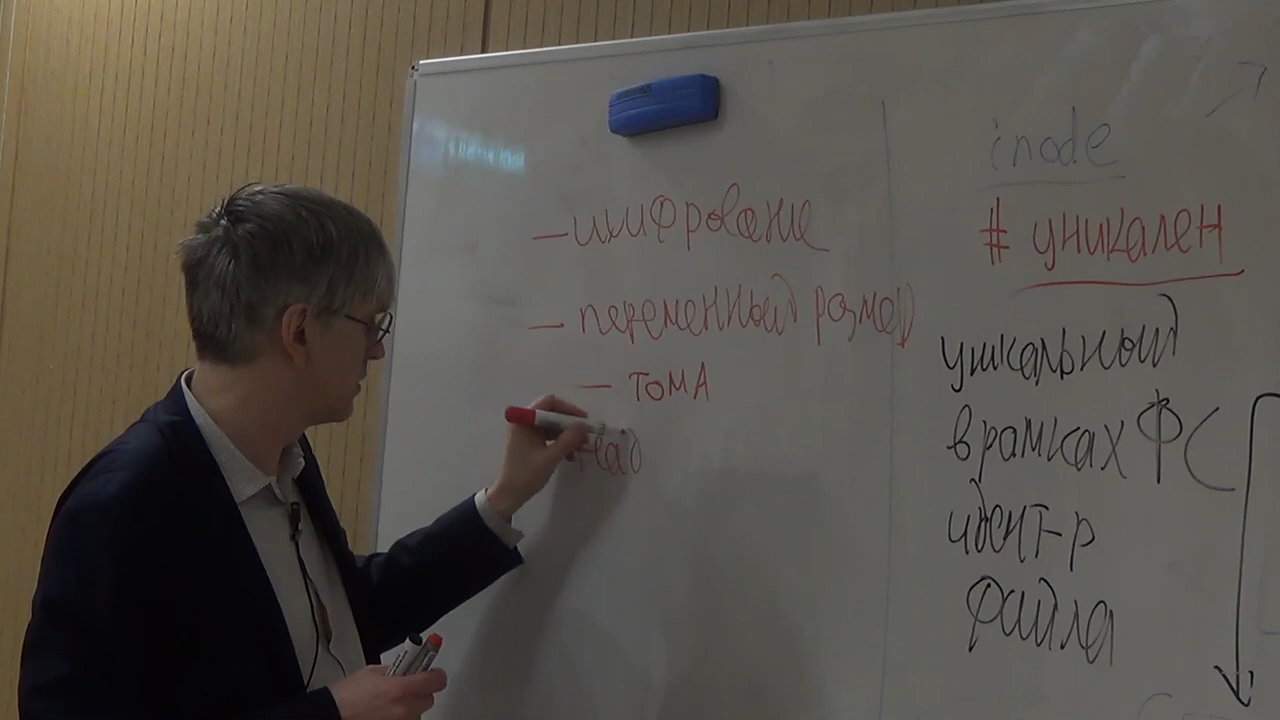 — шифрование
— переменный размер
— тома
inode
# уникален
уникальный
в рамках ФС
идент-р
файла